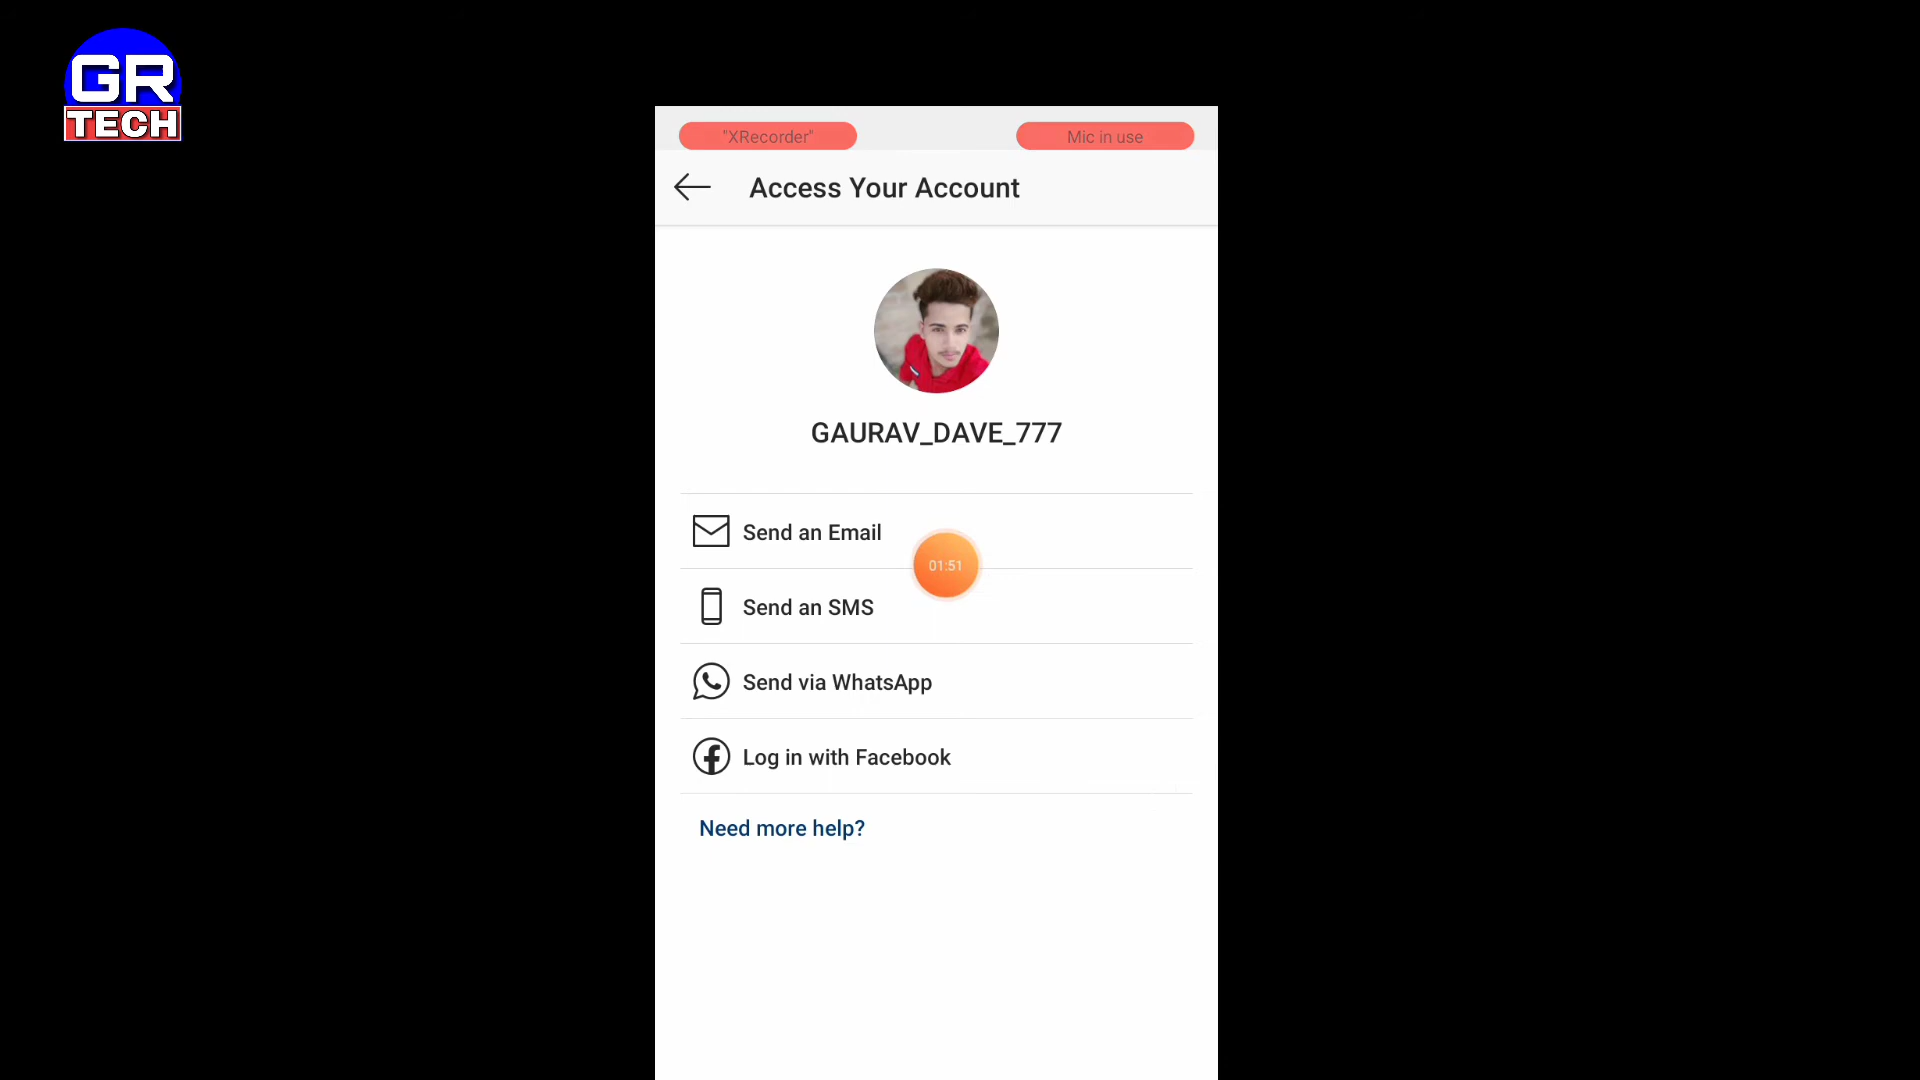 GR
TECH
"XRecorder"
Mic in use
Access Your Account
GAURAV_DAVE_777
Send an Email
01:51
Send an SMS
Send via WhatsApp
Log in with Facebook
Need more help?